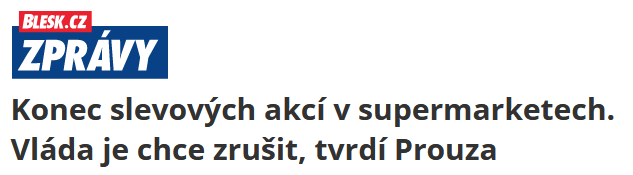 BLESK.CZ
ZPRÁVY
Konec slevových akcí v supermarketech.
Vláda je chce zrušit, tvrdí Prouza